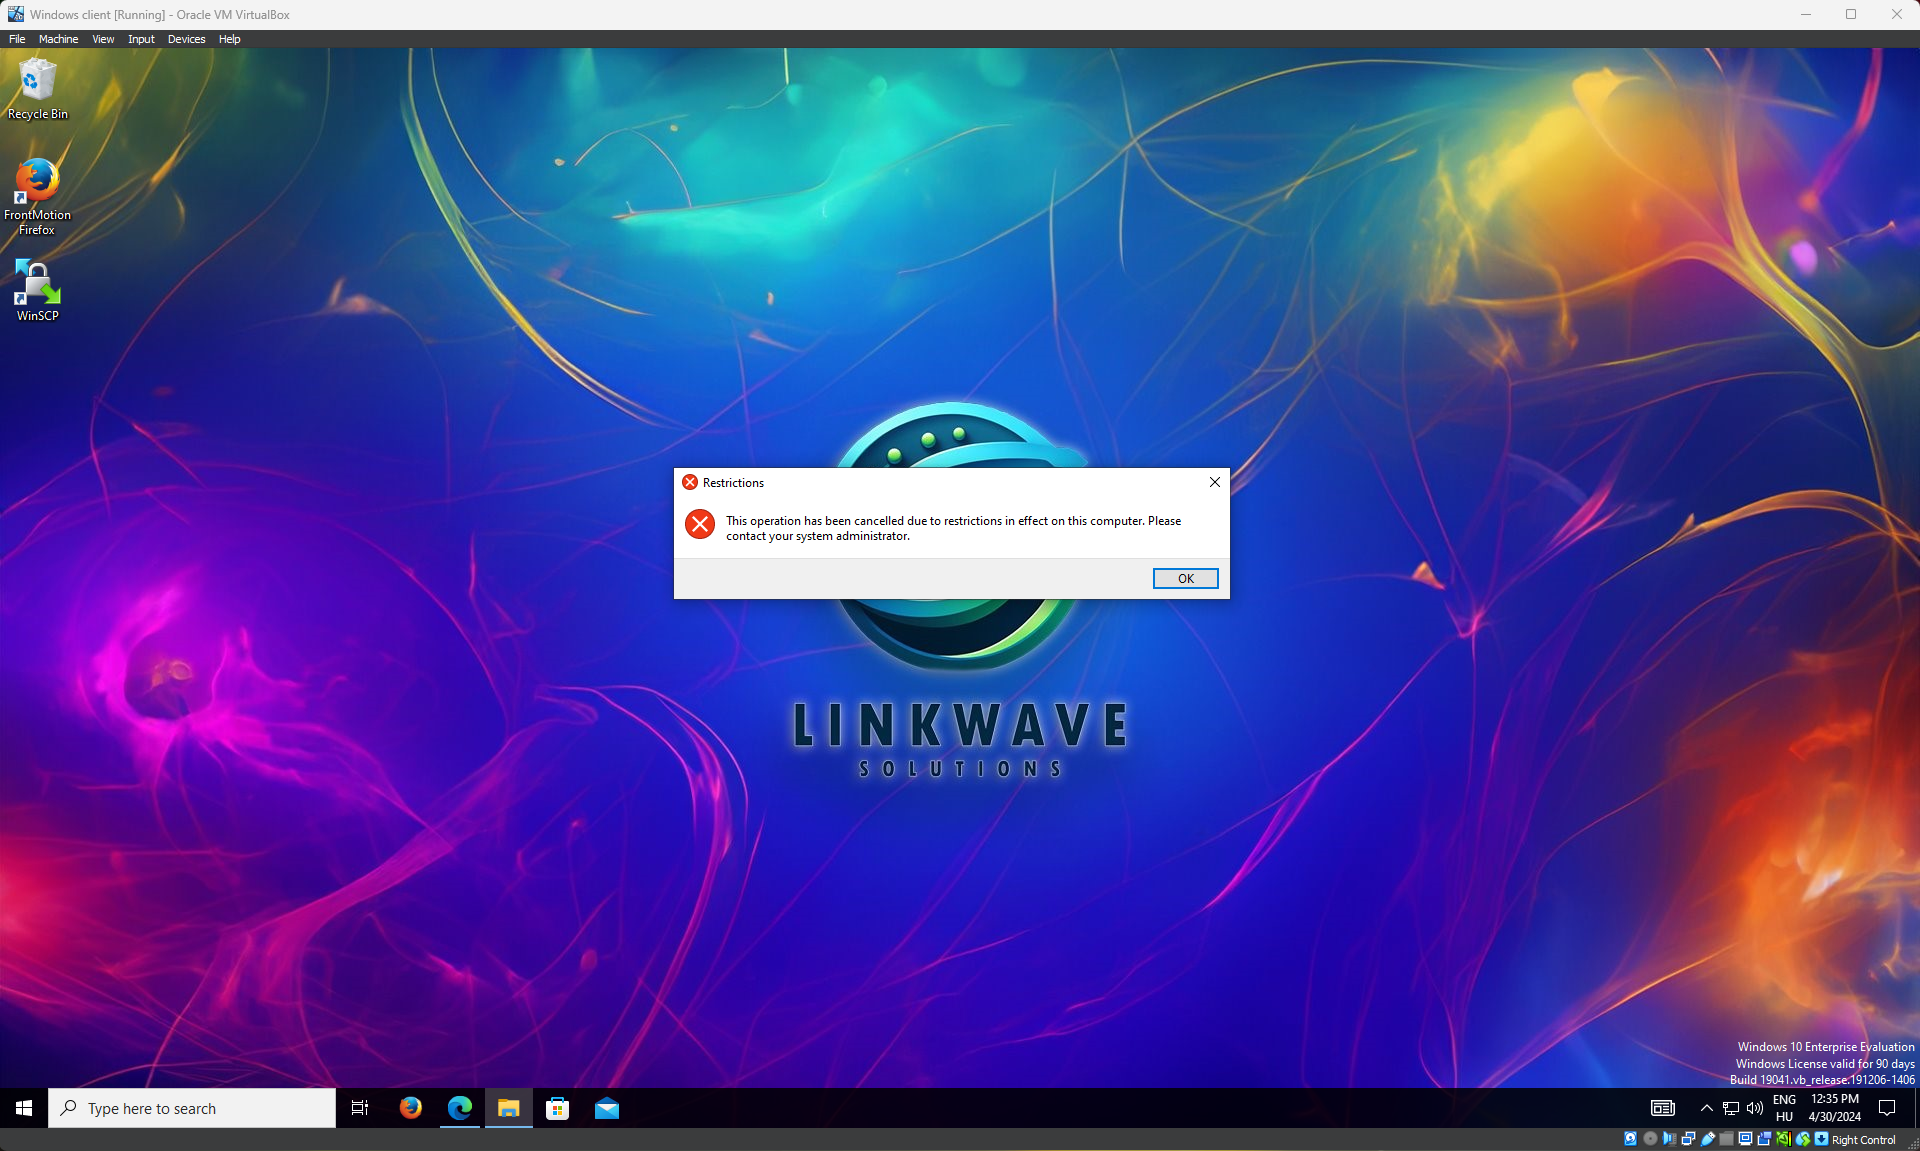 Windows client [Running] - Oracle VM VirtualBox
File Machine View Input Devices Help
Recycle Bin
FrontMotion
Firefox
WinSCP
Restrictions
This operation has been cancelled due to restrictions in effect on this computer. Please
contact your system administrator.
OK
LINKWAVE
SOLUTIONS
Windows 10 Enterprise Evaluation
Windows License valid for 90 days
Build 19041.vb_release.191206-1406
Type here to search
ENG
HU
12:35 PM
4/30/2024
Right Control